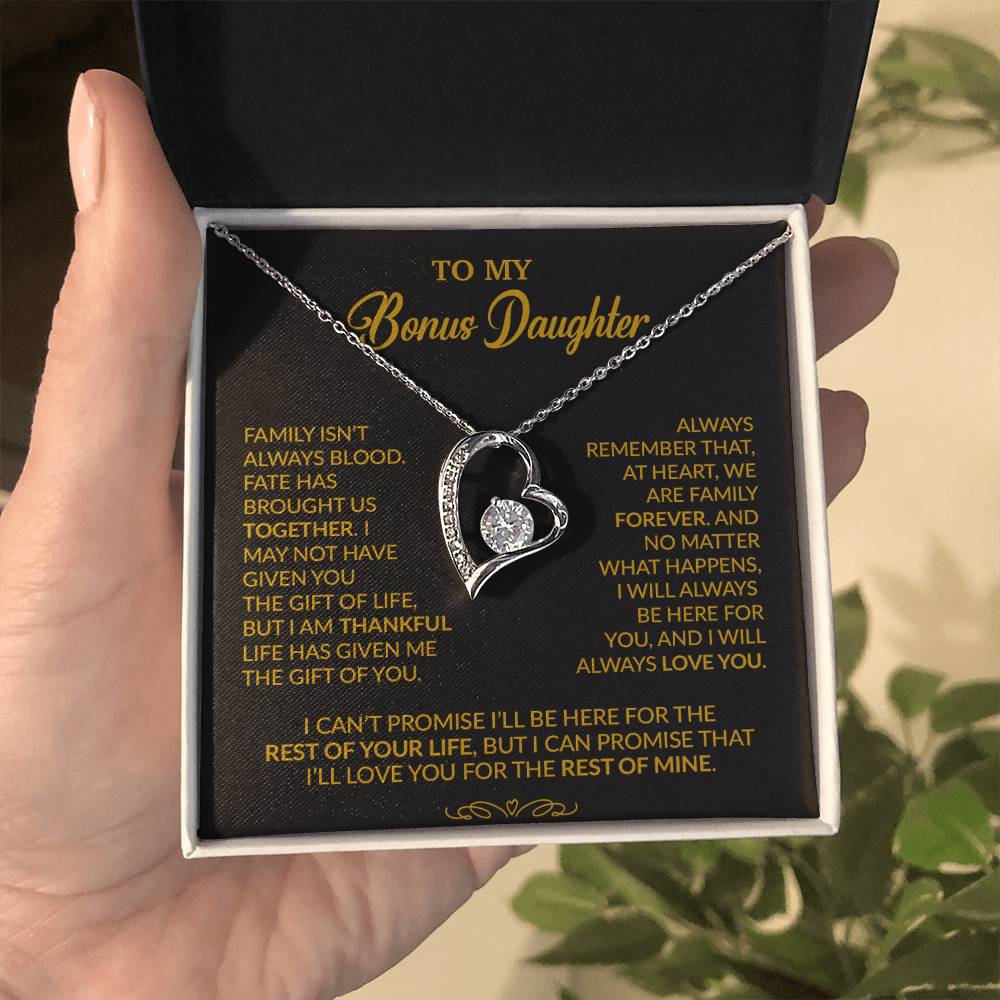 TO MY
Bonus Daughter
FAMILY ISN'T
ALWAYS BLOOD.
FATE HAS
BROUGHT US
TOGETHER. I
MAY NOT HAVE
GIVEN YOU
THE GIFT OF LIFE,
BUT I AM THANKFUL
LIFE HAS GIVEN ME
THE GIFT OF YOU.
ALWAYS
REMEMBER THAT,
AT HEART, WE
ARE FAMILY
FOREVER. AND
NO MATTER
WHAT HAPPENS,
I WILL ALWAYS
BE HERE FOR
YOU, AND I WILL
ALWAYS LOVE YOU.
I CAN'T PROMISE I'LL BE HERE FOR THE
REST OF YOUR LIFE, BUT I CAN PROMISE THAT
I'LL LOVE YOU FOR THE REST OF MINE.